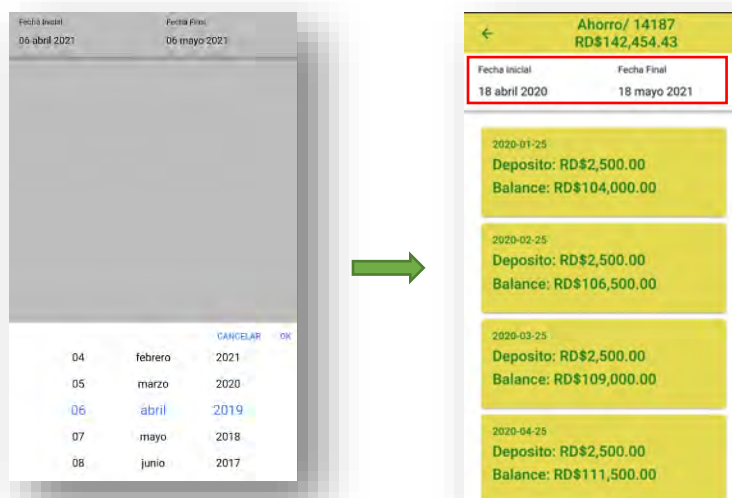 Fecha Inicial Fecha Final
06 abril 2021 06 mayo 2021
CANCELAR OK
04 febrero 2021
05 marzo 2020
06 abril 2019
07 mayo 2018
08 junio 2017
Ahorro/ 14187
RD$142,454.43
Fecha Inicial Fecha Final
18 abril 2020 18 mayo 2021
2020-01-25
Deposito: RD$2,500.00
Balance: RD$104,000.00
2020-02-25
Deposito: RD$2,500.00
Balance: RD$106,500.00
2020-03-25
Deposito: RD$2,500.00
Balance: RD$109,000.00
2020-04-25
Deposito: RD$2,500.00
Balance: RD$111,500.00